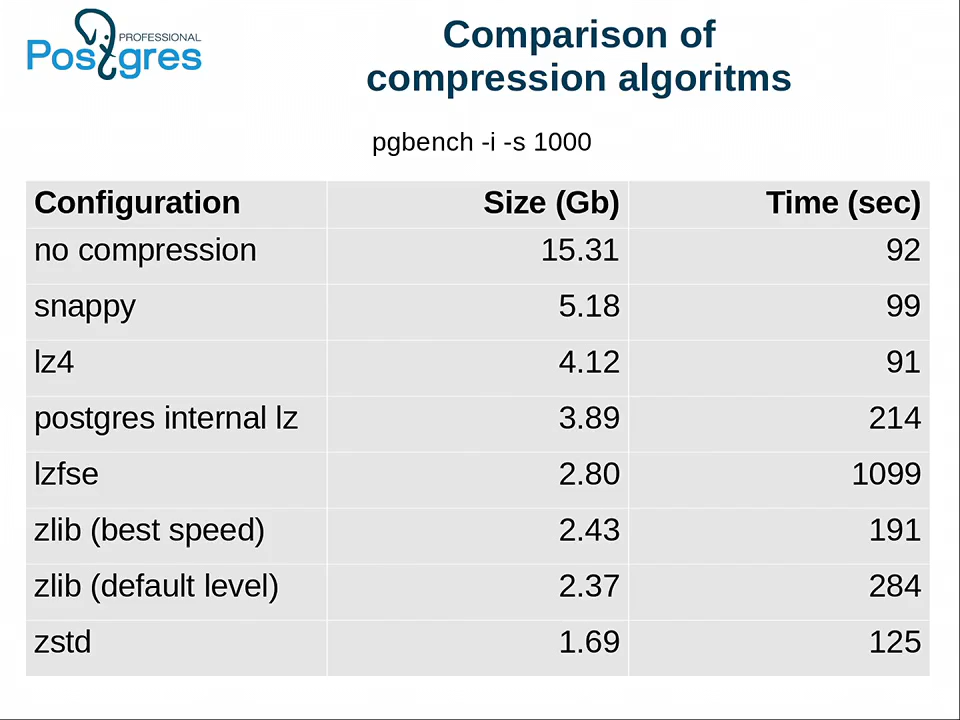 PROFESSIONAL
Postgres
Comparison of
compression algoritms
pgbench -i -s 1000
Configuration Size (Gb) Time (sec)
no compression 15.31 92
snappy 5.18 99
lz4 4.12 91
postgres internal lz 3.89 214
lzfse 2.80 1099
zlib (best speed) 2.43 191
zlib (default level) 2.37 284
zstd 1.69 125